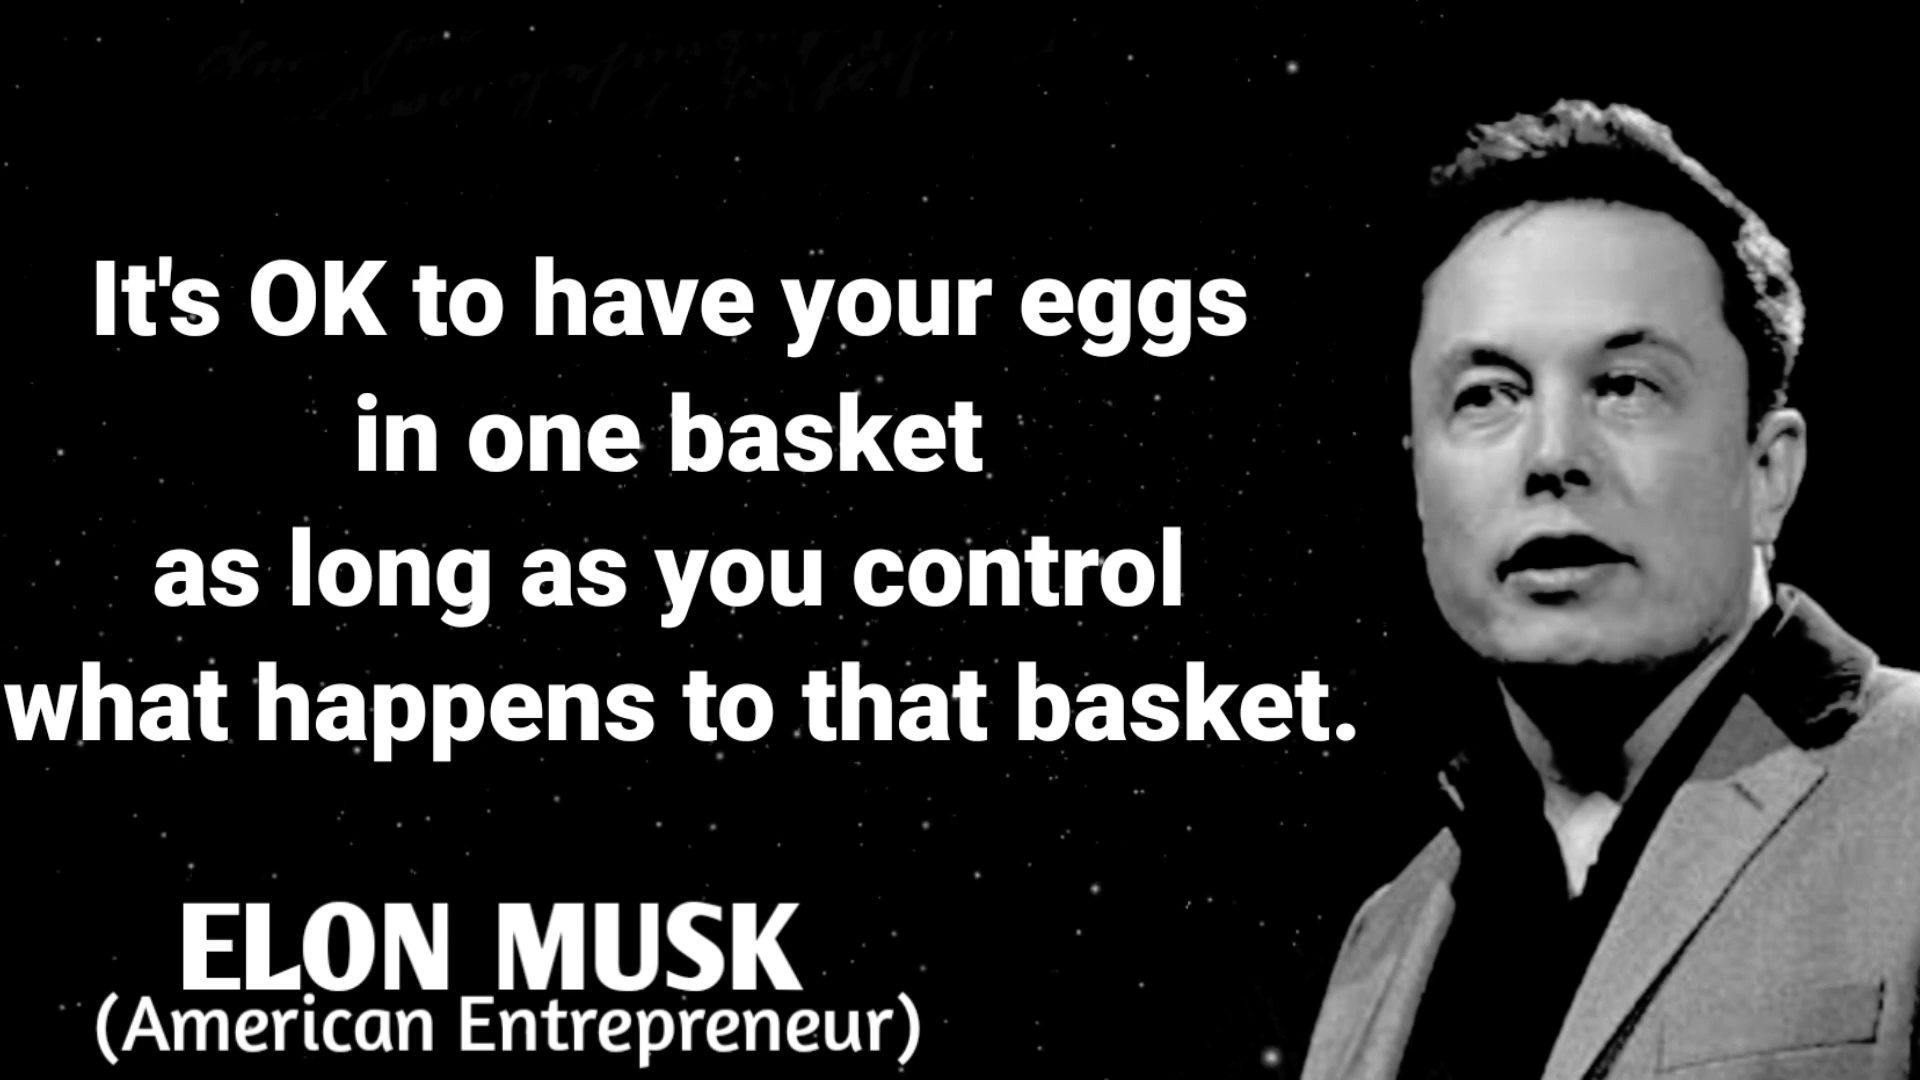 It's OK to have your eggs
in one basket
as long as you control
what happens to that basket.
ELON MUSK
(American Entrepreneur)